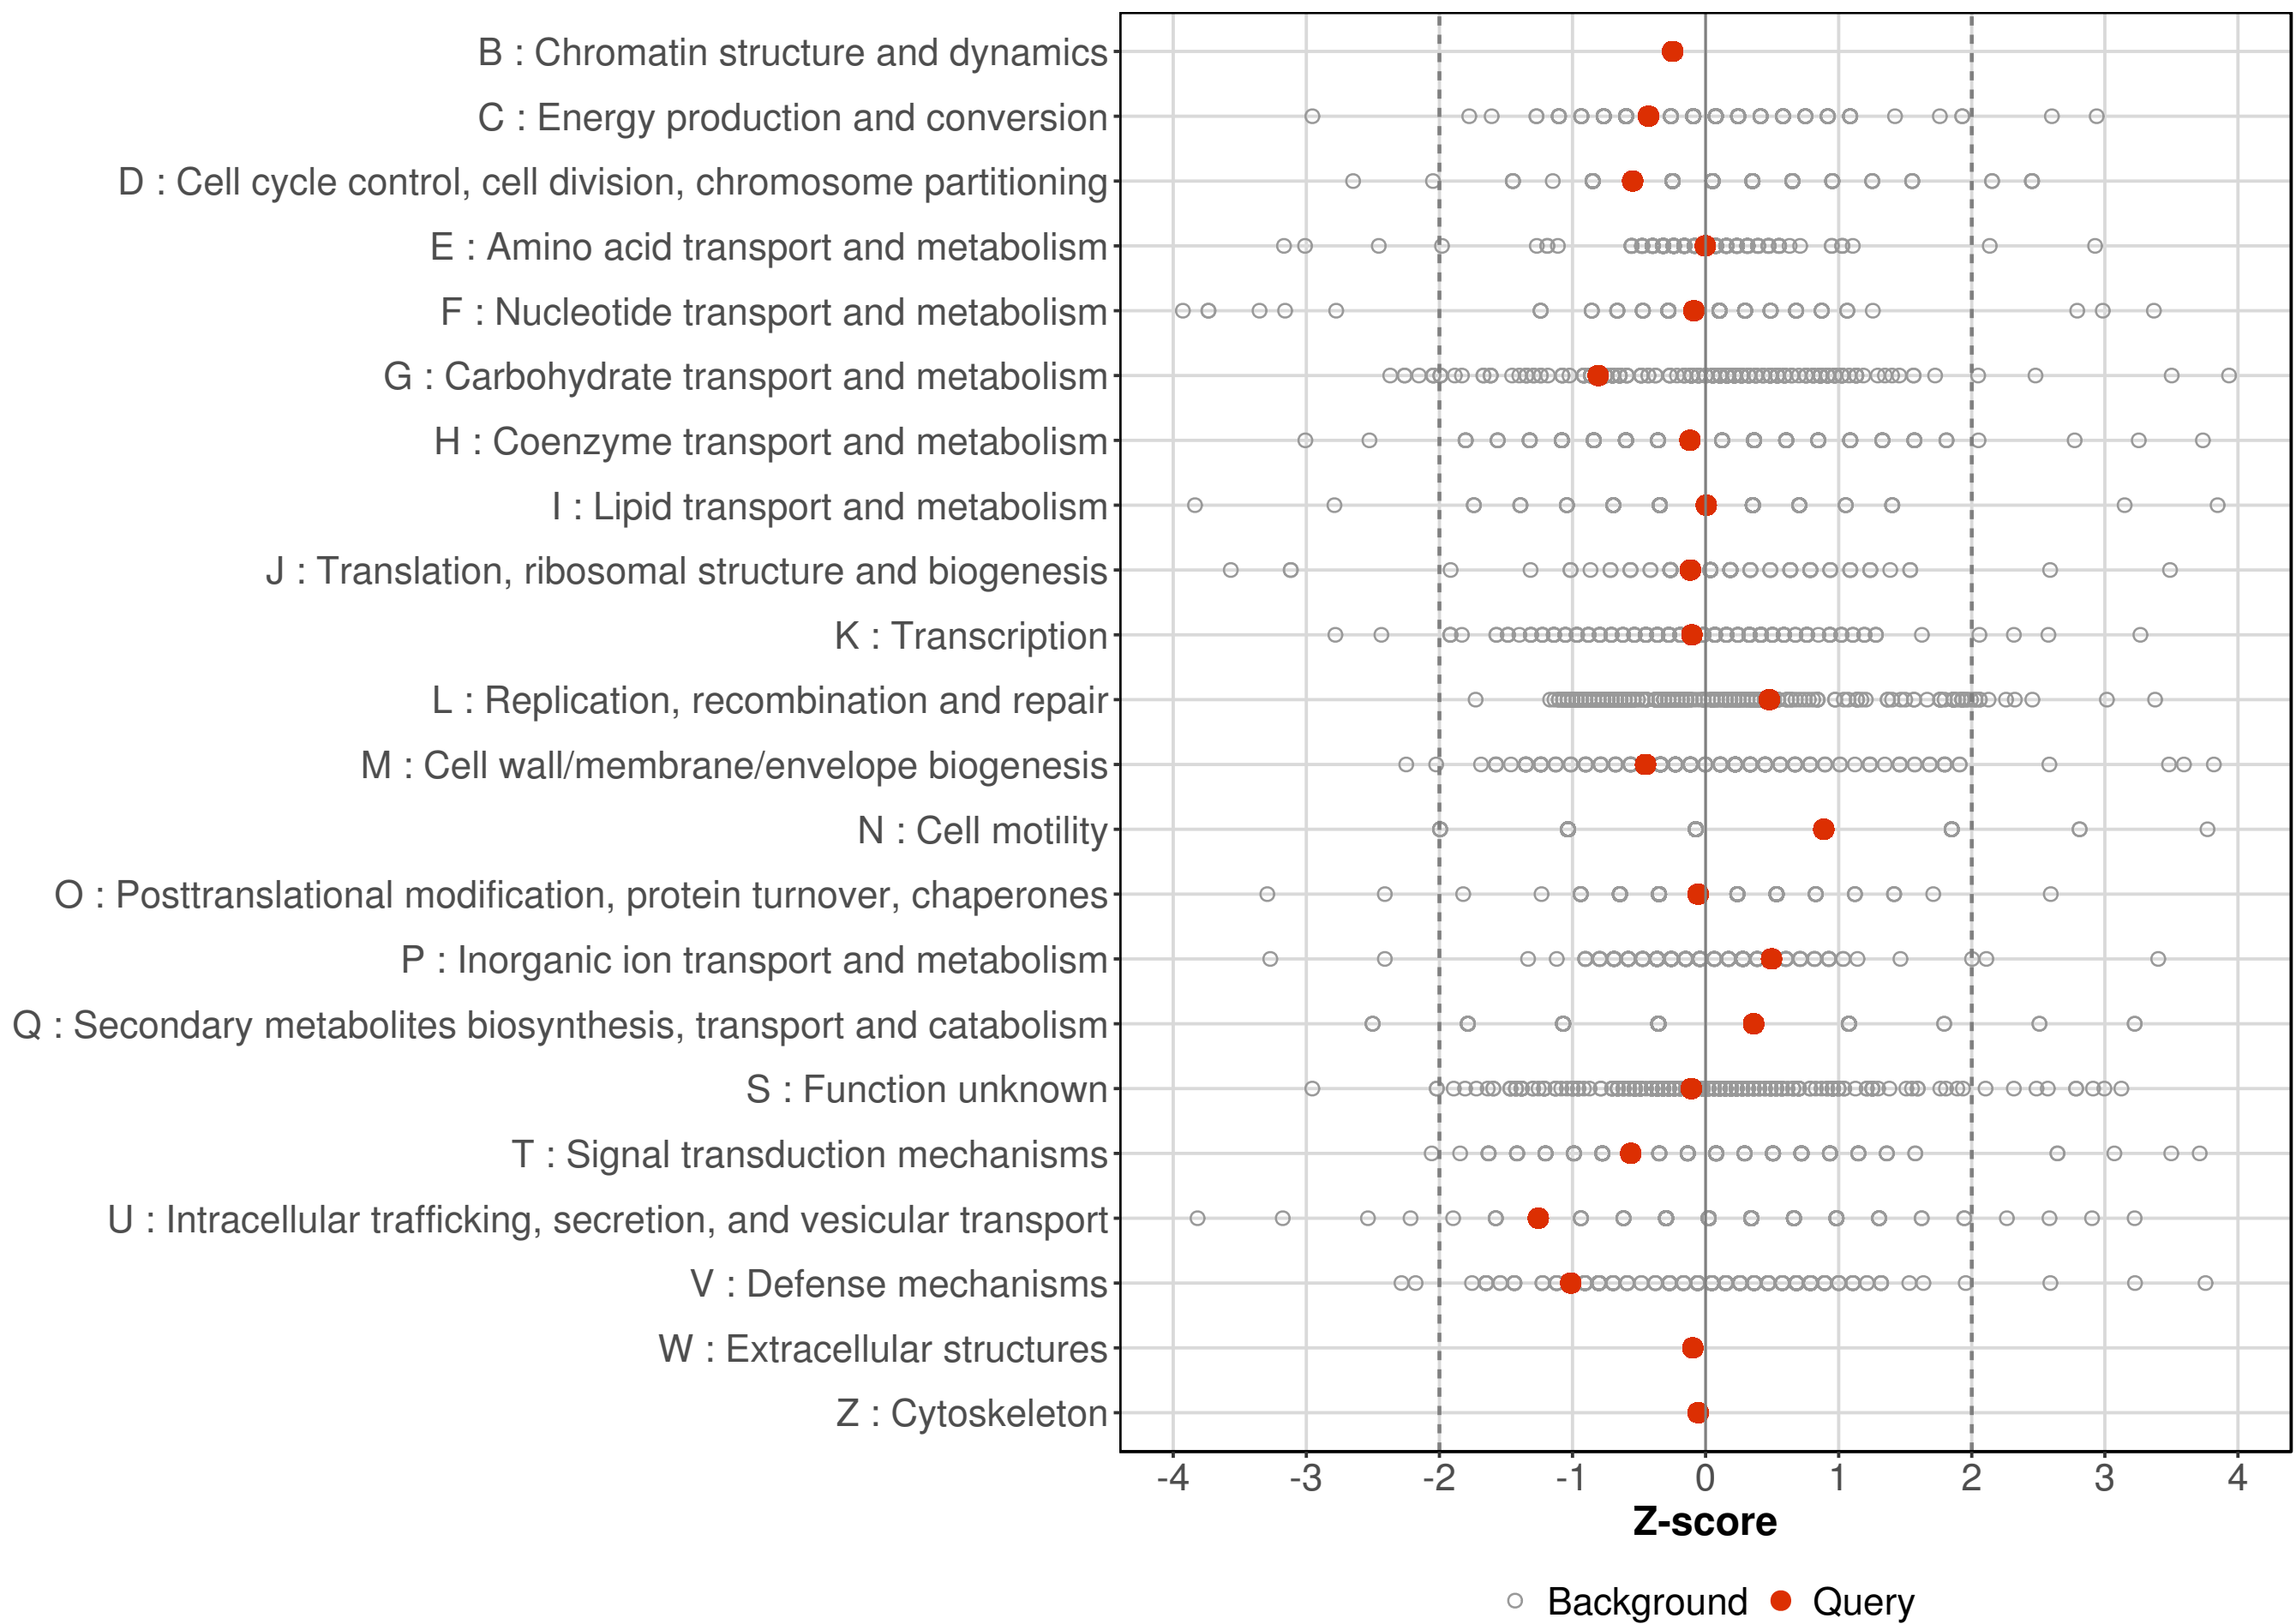 B : Chromatin structure and dynamics
C : Energy production and conversion
D : Cell cycle control, cell division, chromosome partitioning
E : Amino acid transport and metabolism
F : Nucleotide transport and metabolism
G : Carbohydrate transport and metabolism
H : Coenzyme transport and metabolism
I : Lipid transport and metabolism
J : Translation, ribosomal structure and biogenesis
K : Transcription
L : Replication, recombination and repair
M : Cell wall/membrane/envelope biogenesis
N : Cell motility
O : Posttranslational modification, protein turnover, chaperones
P : Inorganic ion transport and metabolism
Q : Secondary metabolites biosynthesis, transport and catabolism
S : Function unknown
T : Signal transduction mechanisms
U : Intracellular trafficking, secretion, and vesicular transport
V : Defense mechanisms
W : Extracellular structures
Z : Cytoskeleton
-4 -3 -2 -1 0 1 2 3 4
Z-score
Background Query